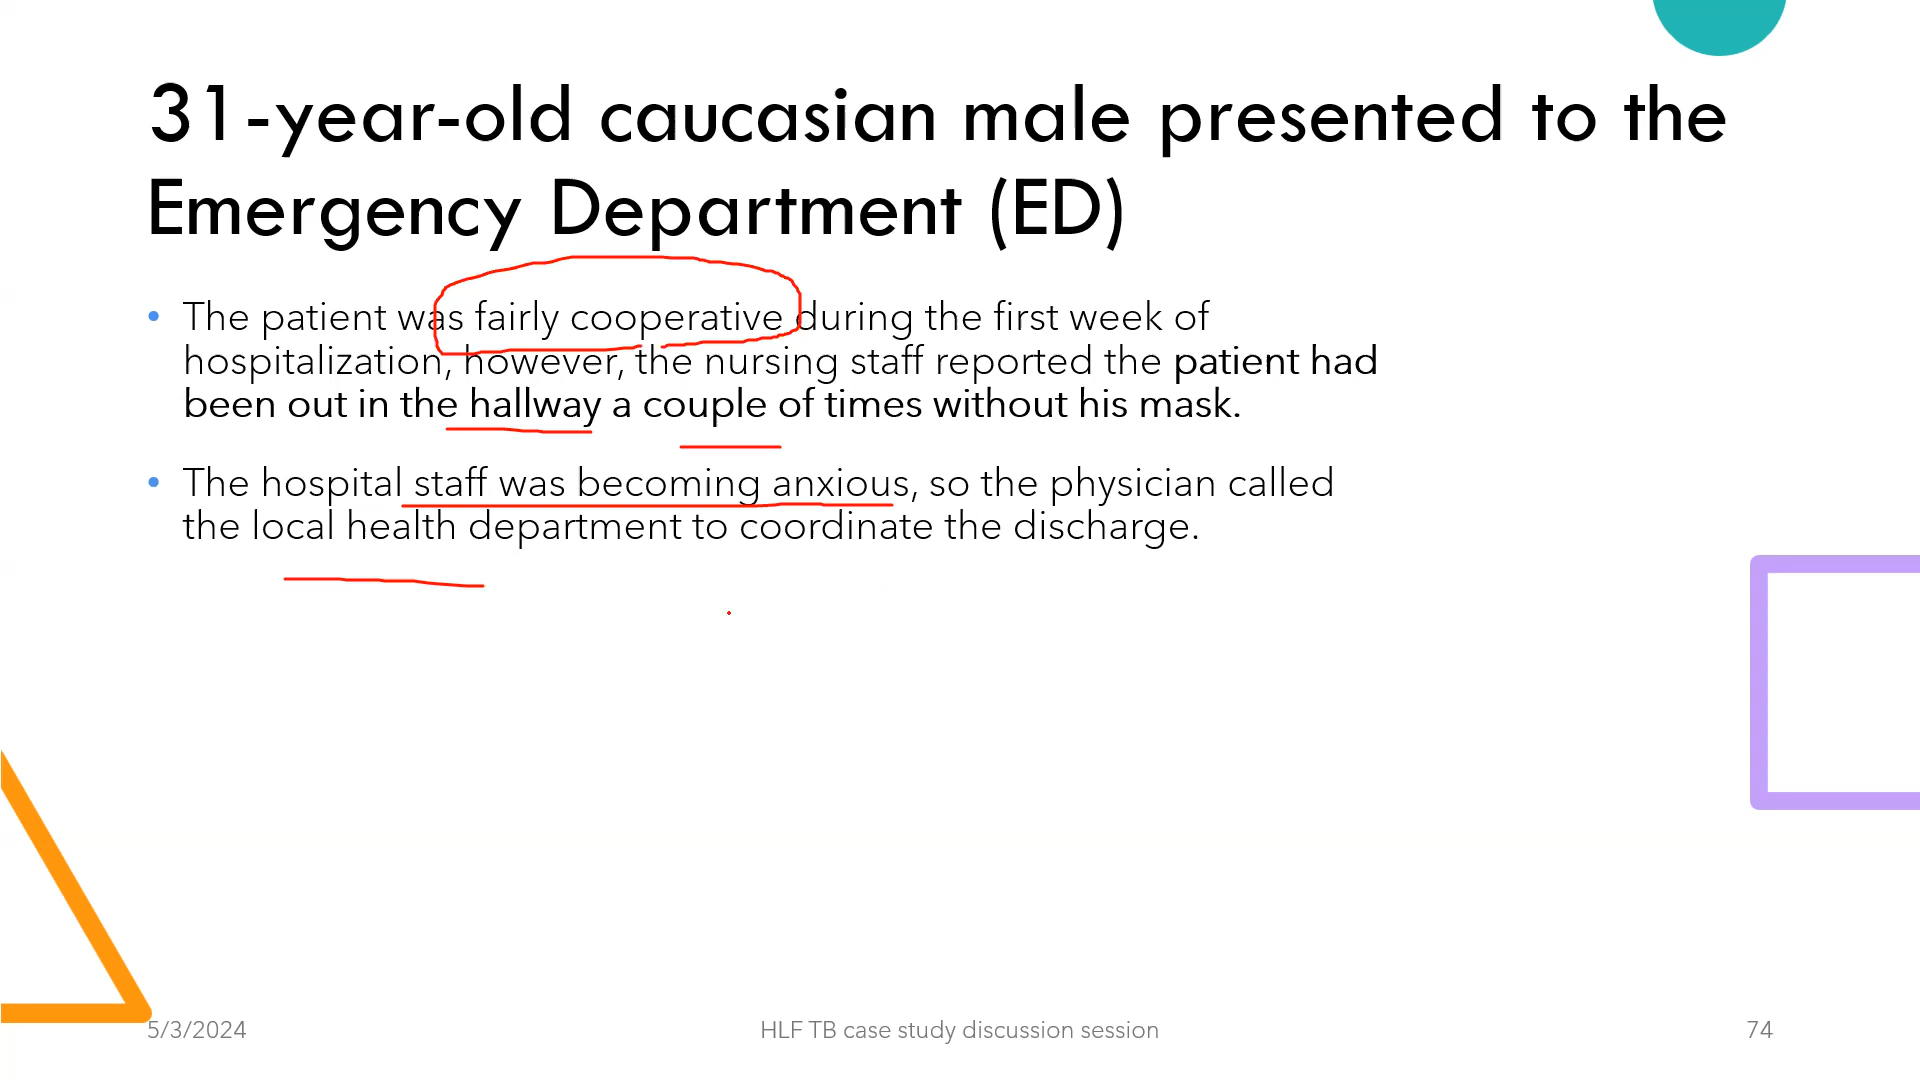 31-year-old caucasian male presented to the
Emergency Department (ED)
• The patient was fairly cooperative during the first week of
hospitalization, however, the nursing staff reported the patient had
been out in the hallway a couple of times without his mask.
• The hospital staff was becoming anxious, so the physician called
the local health department to coordinate the discharge.
5/3/2024 HLF TB case study discussion session 74